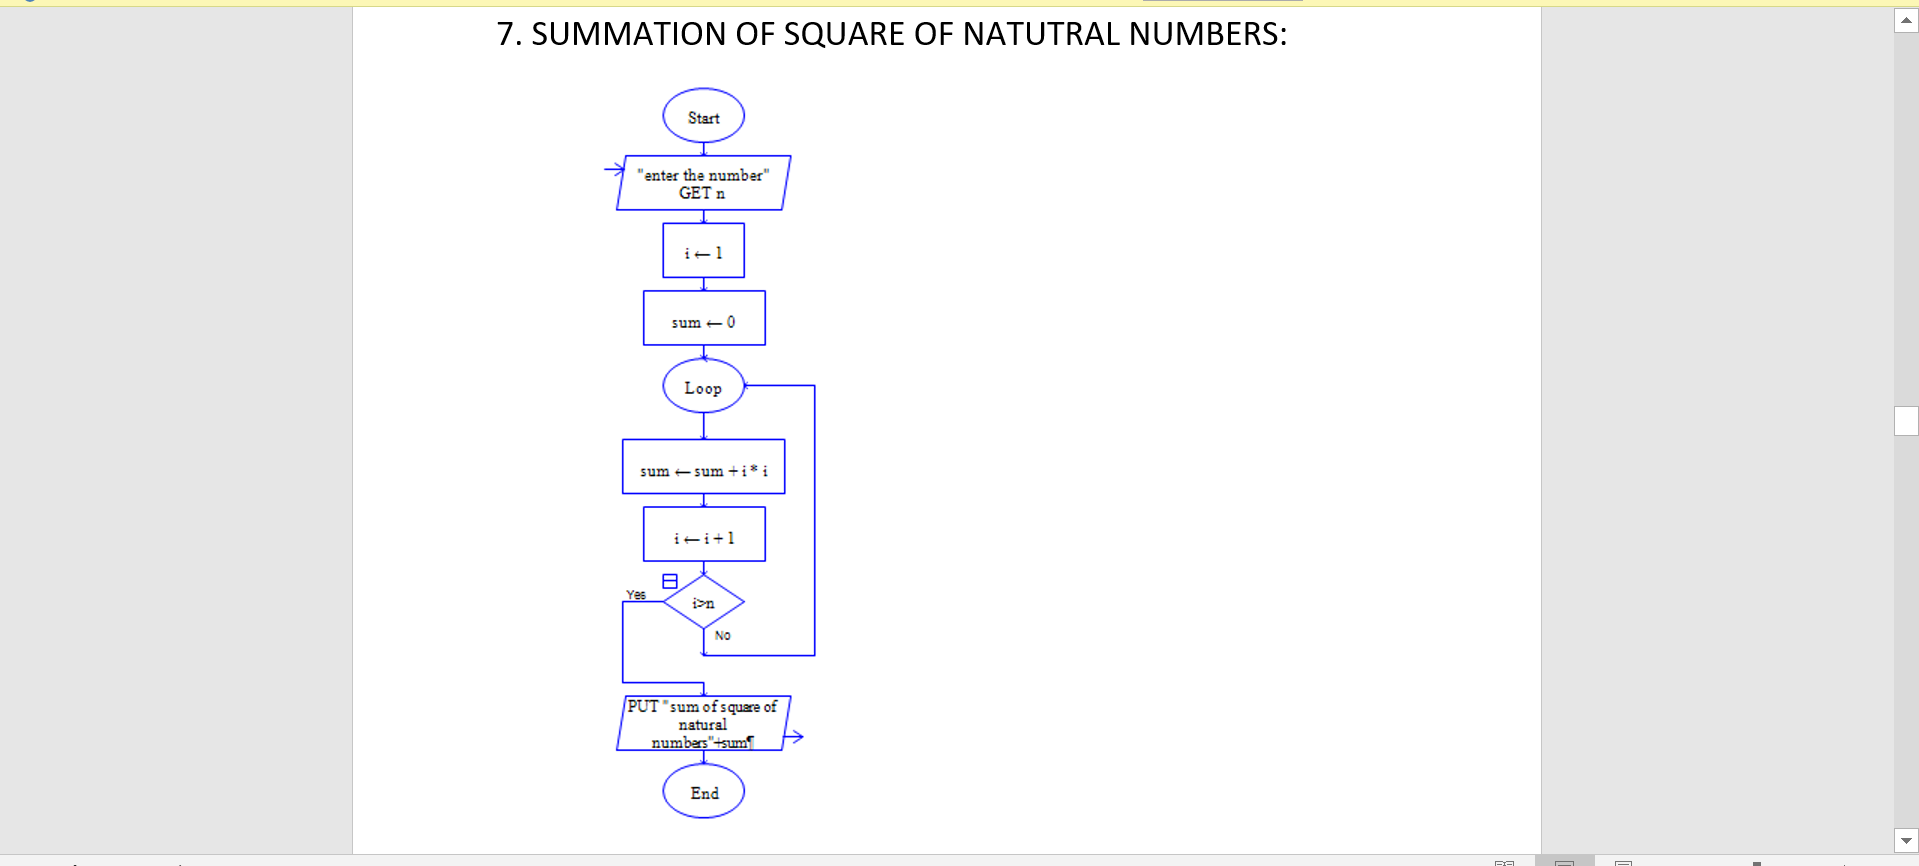 7. SUMMATION OF SQUARE OF NATUTRAL NUMBERS:
Start
"enter the number"
GET n
i ← 1
sum ← 0
Loop
sum ← sum + i * i
i ← i + 1
Yes
i>n
No
PUT "sum of square of
natural
numbers"+sum¶
End